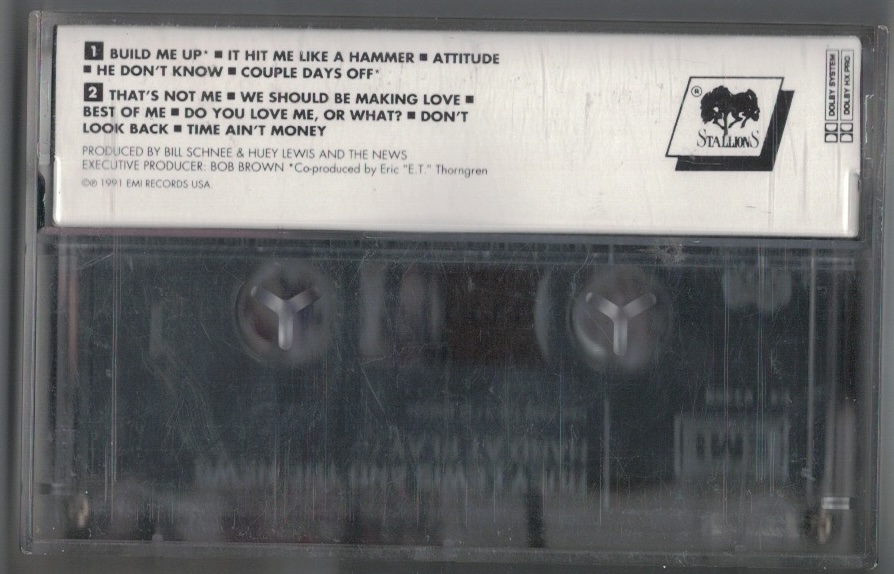 1 BUILD ME UP* ■ IT HIT ME LIKE A HAMMER ■ ATTITUDE
■ HE DON'T KNOW ■ COUPLE DAYS OFF*
2 THAT'S NOT ME ■ WE SHOULD BE MAKING LOVE ■
BEST OF ME ■ DO YOU LOVE ME, OR WHAT? ■ DON'T
LOOK BACK ■ TIME AIN'T MONEY
PRODUCED BY BILL SCHNEE & HUEY LEWIS AND THE NEWS
EXECUTIVE PRODUCER: BOB BROWN *Co-produced by Eric "E.T." Thorngren
©℗ 1991 EMI RECORDS USA
®
STALLIONS
DOLBY SYSTEM
DOLBY HX PRO